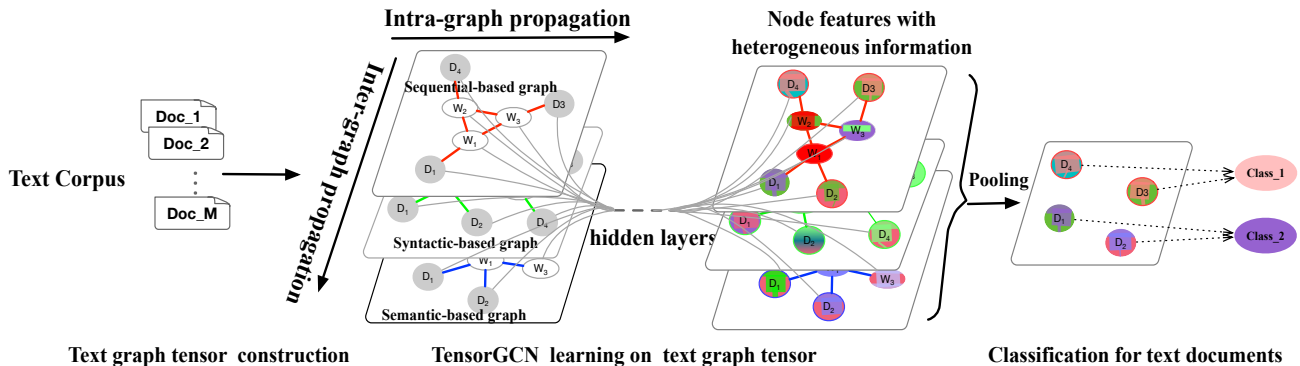 Intra-graph propagation
Inter-graph propagation
Text Corpus
Doc_1
Doc_2
Doc_M
D4
Sequential-based graph
W2
D3
W3
W1
D1
D1
D2
D4
Syntactic-based graph
W1
D1
W3
D2
Semantic-based graph
hidden layers
Node features with
heterogeneous information
D4
D3
W2
W3
W1
D1
D2
D1
D2
D4
D1
W3
D2
Pooling
D4
D3
D1
D2
Class_1
Class_2
Text graph tensor construction
TensorGCN learning on text graph tensor
Classification for text documents